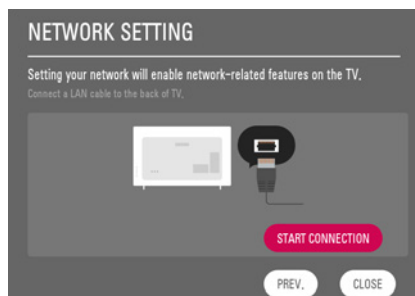 NETWORK SETTING
Setting your network will enable network-related features on the TV.
Connect a LAN cable to the back of TV.
START CONNECTION
PREV.
CLOSE